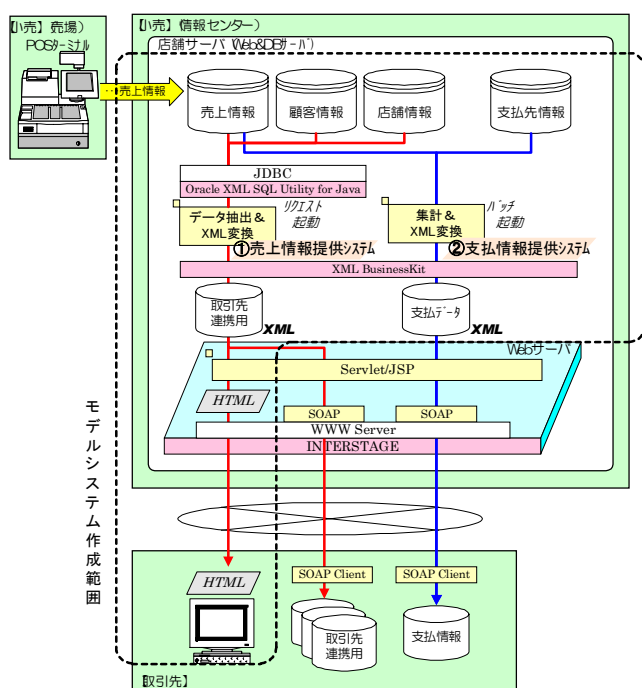 【小売】（売場）
POSターミナル
‥売上情報
【小売】（情報センター）
店舗サーバ（Web&DBサーバ）
売上情報
顧客情報
店舗情報
支払先情報
JDBC
Oracle XML SQL Utility for Java
データ抽出＆
XML変換
リクエスト
起動
集計＆
XML変換
バッチ
起動
①売上情報提供システム
②支払情報提供システム
XML BusinessKit
取引先
連携用
XML
支払データ
XML
Webサーバ
Servlet/JSP
HTML
SOAP
SOAP
WWW Server
INTERSTAGE
モデルシステム作成範囲
HTML
SOAP Client
SOAP Client
取引先
連携用
支払情報
【取引先】